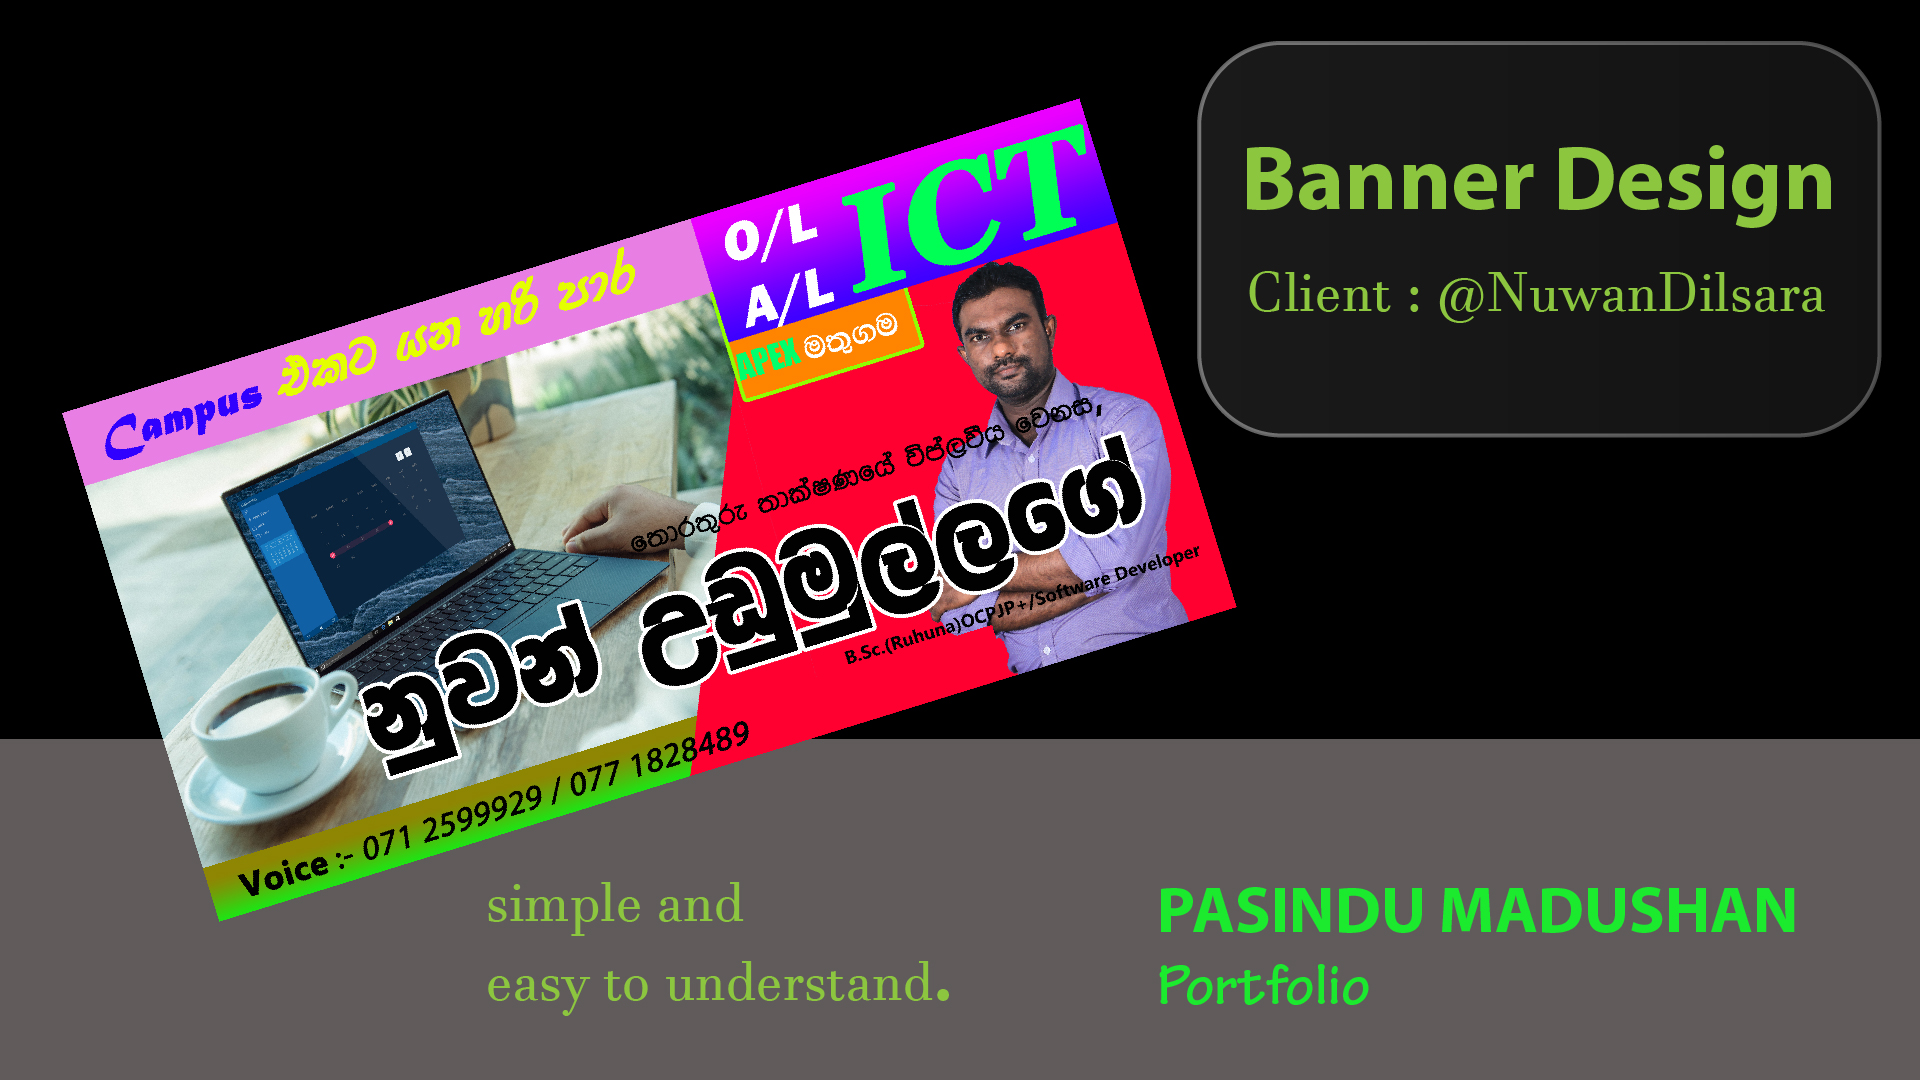 Banner Design
Client : @NuwanDilsara
Campus එකට යන හරි පාර
O/L
A/L
ICT
APEX මතුගම
තොරතුරු තාක්ෂණයේ විප්ලවීය වෙනස,
නුවන් උඩුමුල්ලගේ
B.Sc.(Ruhuna)OCPJP+/Software Developer
Voice :- 071 2599929 / 077 1828489
simple and
easy to understand.
PASINDU MADUSHAN
Portfolio